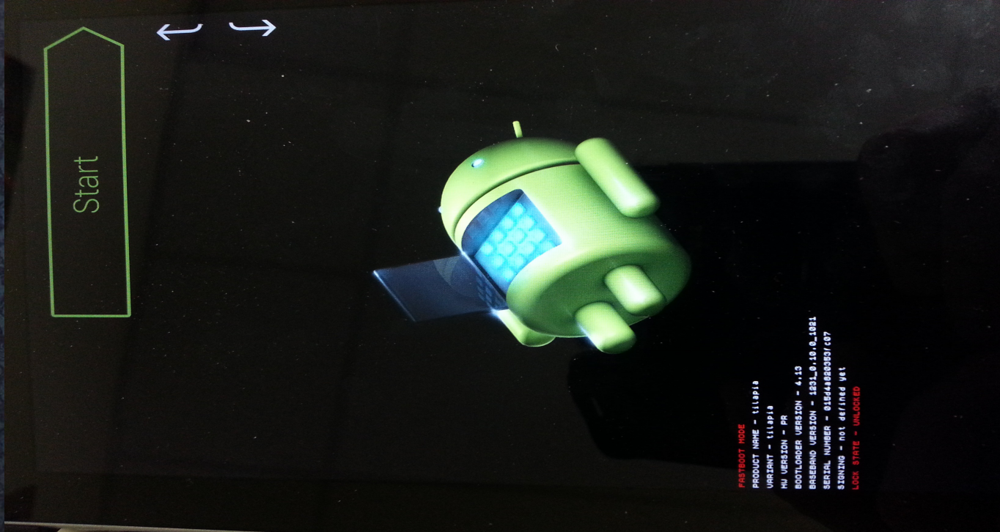 Start
FASTBOOT MODE
PRODUCT NAME - tilapia
VARIANT - tilapia
HW VERSION - PR
BOOTLOADER VERSION - 4.13
BASEBAND VERSION - 1231_0.10.0_1021
SERIAL NUMBER - 015d4a820353fc07
SIGNING - not defined yet
LOCK STATE - UNLOCKED